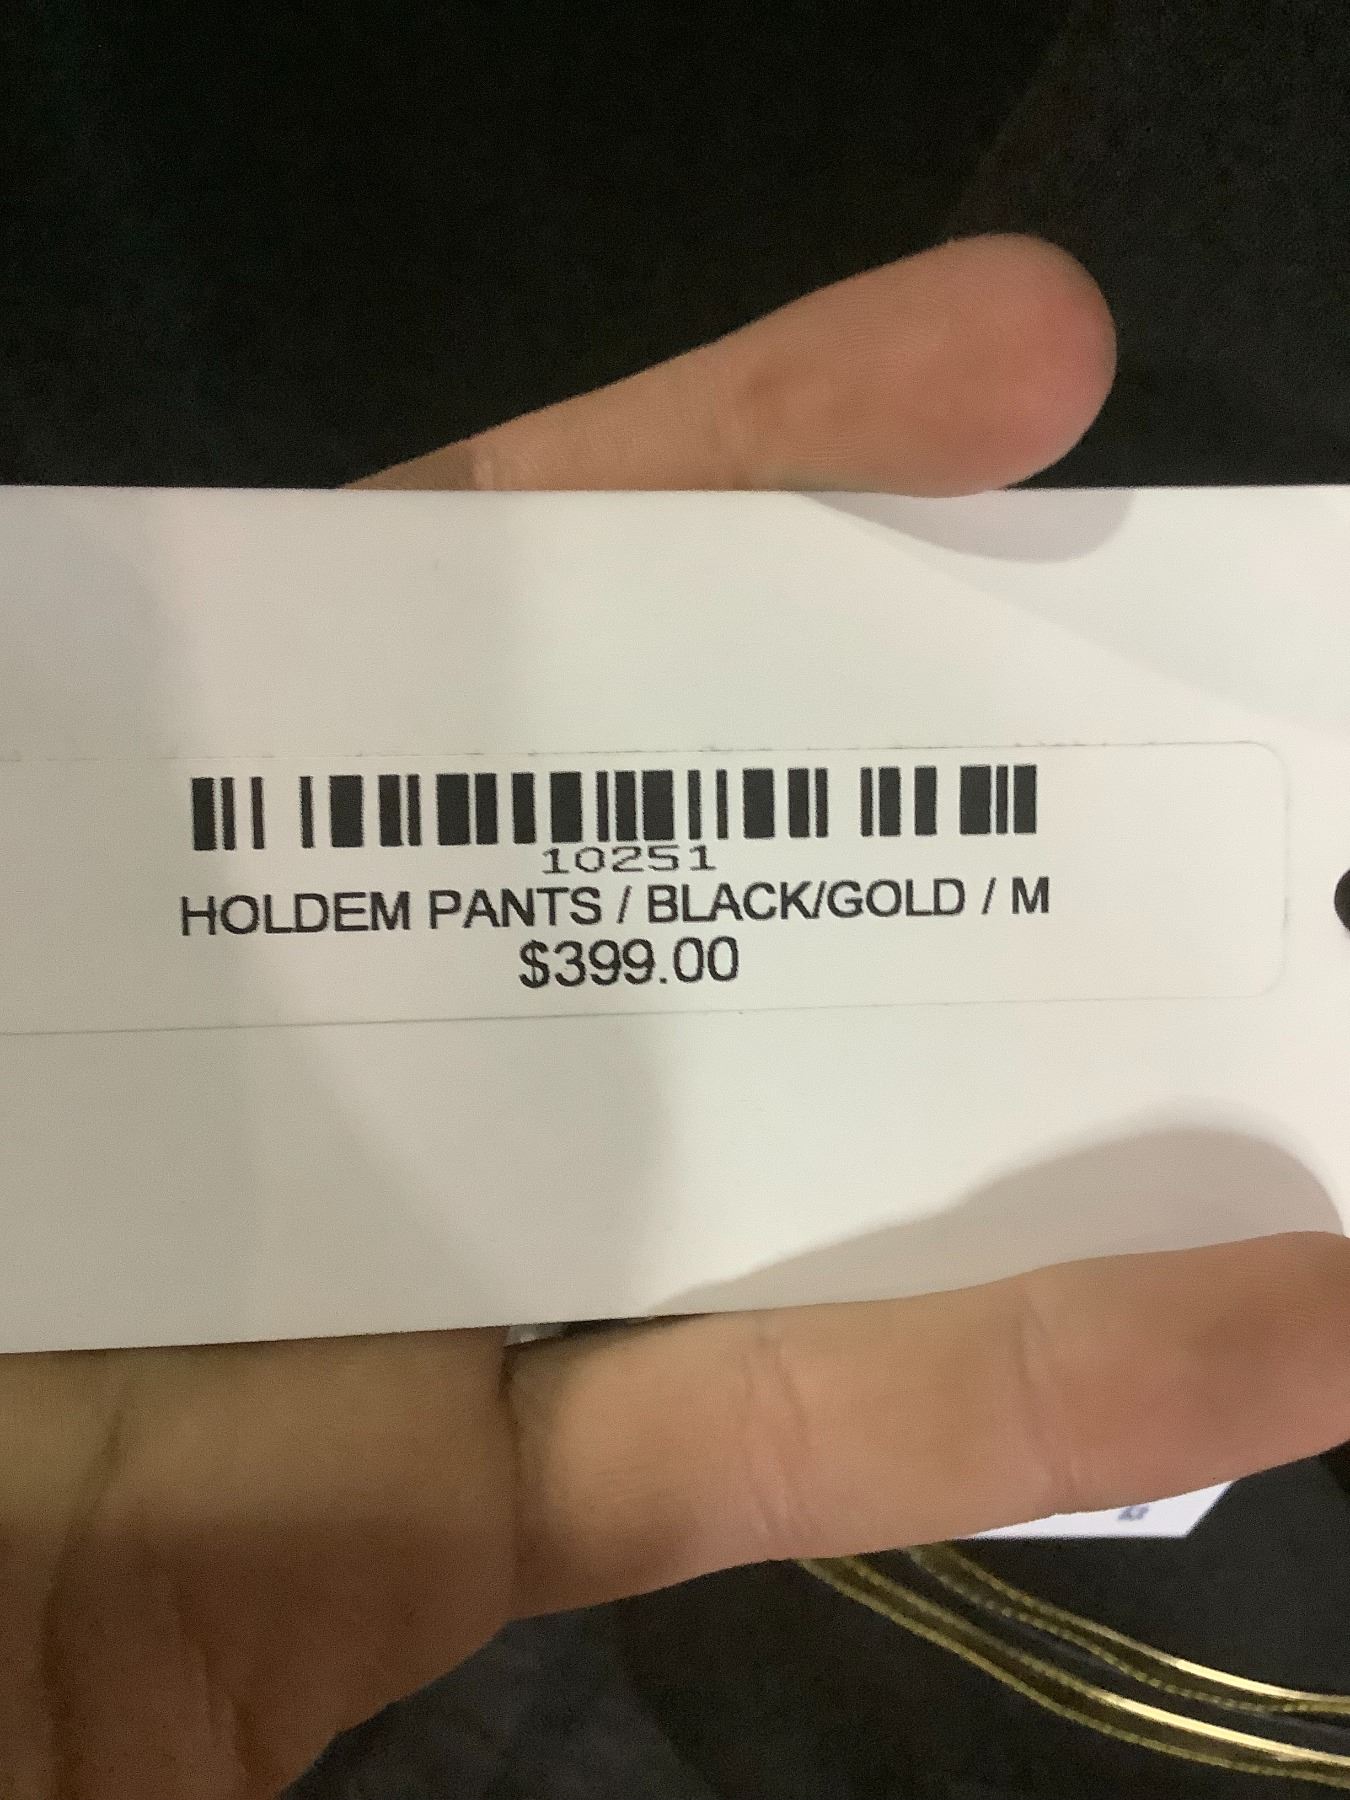 10251
HOLDEM PANTS / BLACK/GOLD / M
$399.00